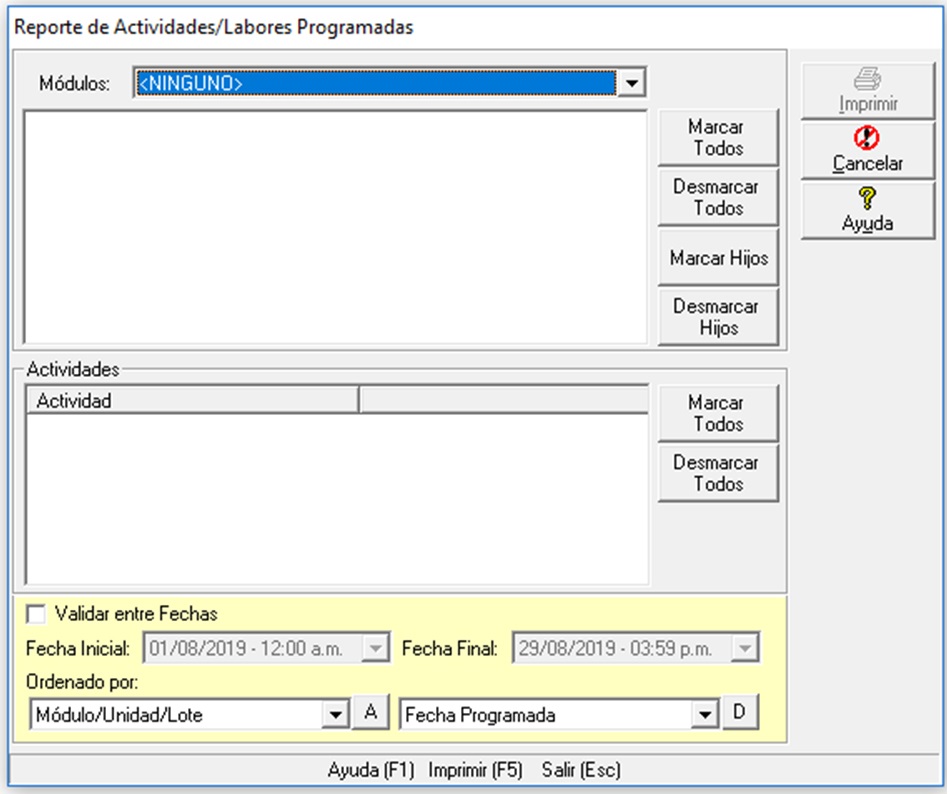 Reporte de Actividades/Labores Programadas
Módulos: <NINGUNO>
Marcar
Todos
Desmarcar
Todos
Marcar Hijos
Desmarcar
Hijos
Imprimir
Cancelar
Ayuda
Actividades
Actividad
Marcar
Todos
Desmarcar
Todos
Validar entre Fechas
Fecha Inicial: 01/08/2019 - 12:00 a.m. Fecha Final: 29/08/2019 - 03:59 p.m.
Ordenado por:
Módulo/Unidad/Lote A Fecha Programada D
Ayuda (F1) Imprimir (F5) Salir (Esc)